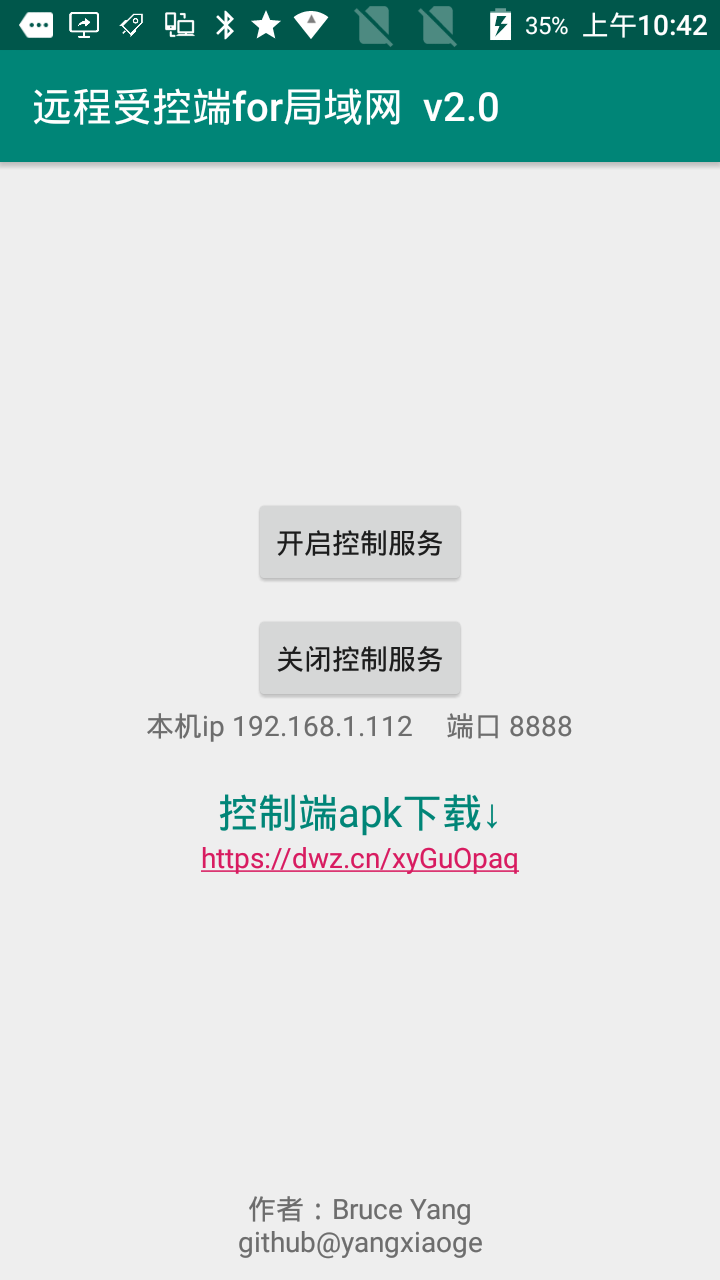 35% 上午10:42
远程受控端for局域网 v2.0
开启控制服务
关闭控制服务
本机ip 192.168.1.112 端口 8888
控制端apk下载↓
https://dwz.cn/xyGuOpaq
作者：Bruce Yang
github@yangxiaoge